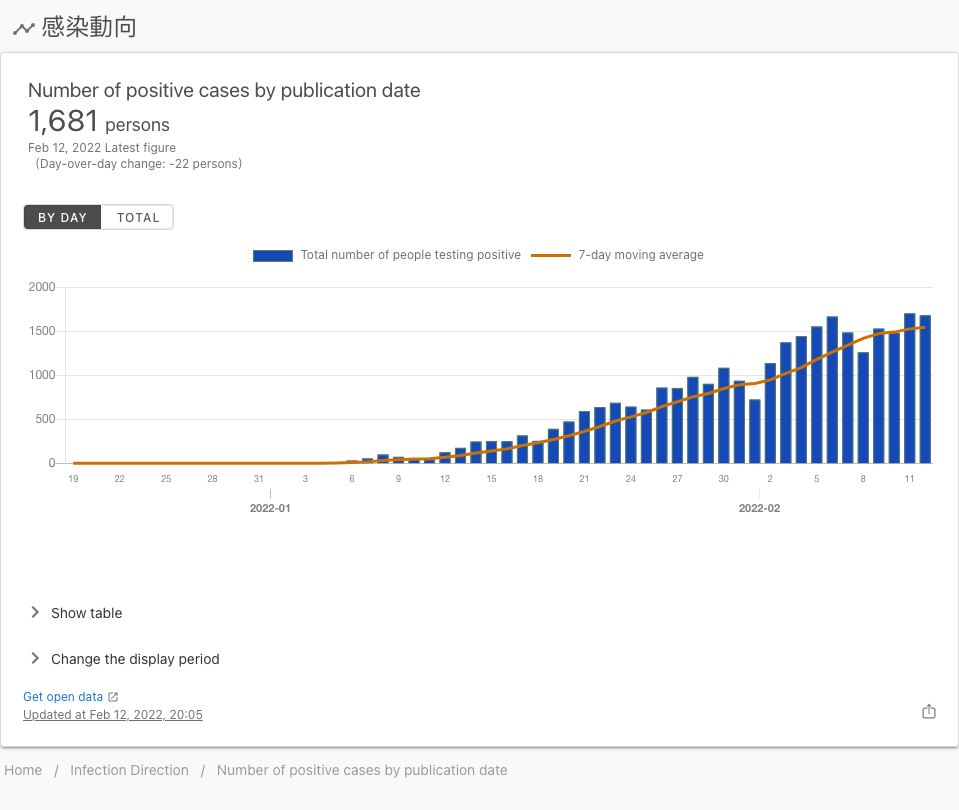 感染動向
Number of positive cases by publication date
1,681 persons
Feb 12, 2022 Latest figure
(Day-over-day change: -22 persons)
BY DAY TOTAL
Total number of people testing positive 7-day moving average
2000
1500
1000
500
0
19 22 25 28 31 3 6 9 12 15 18 21 24 27 30 2 5 8 11
2022-01 2022-02
Show table
Change the display period
Get open data
Updated at Feb 12, 2022, 20:05
Home / Infection Direction / Number of positive cases by publication date